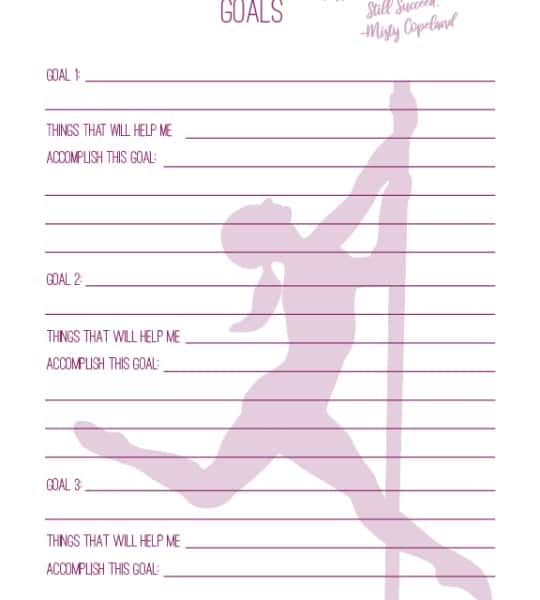 GOALS
Still Succeed.
-Misty Copeland
GOAL 1:
THINGS THAT WILL HELP ME
ACCOMPLISH THIS GOAL:
GOAL 2:
THINGS THAT WILL HELP ME
ACCOMPLISH THIS GOAL:
GOAL 3:
THINGS THAT WILL HELP ME
ACCOMPLISH THIS GOAL: